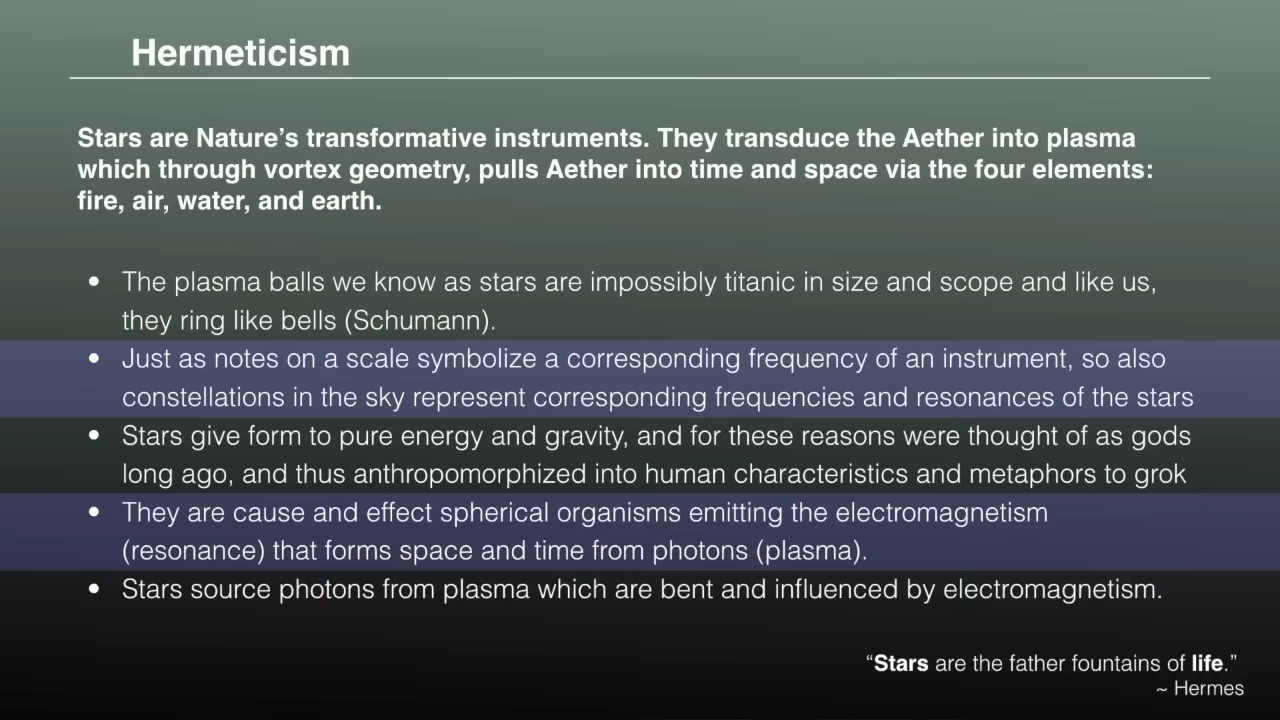 Hermeticism
Stars are Nature’s transformative instruments. They transduce the Aether into plasma
which through vortex geometry, pulls Aether into time and space via the four elements:
fire, air, water, and earth.
• The plasma balls we know as stars are impossibly titanic in size and scope and like us,
they ring like bells (Schumann).
• Just as notes on a scale symbolize a corresponding frequency of an instrument, so also
constellations in the sky represent corresponding frequencies and resonances of the stars
• Stars give form to pure energy and gravity, and for these reasons were thought of as gods
long ago, and thus anthropomorphized into human characteristics and metaphors to grok
• They are cause and effect spherical organisms emitting the electromagnetism
(resonance) that forms space and time from photons (plasma).
• Stars source photons from plasma which are bent and influenced by electromagnetism.
“Stars are the father fountains of life.”
~ Hermes